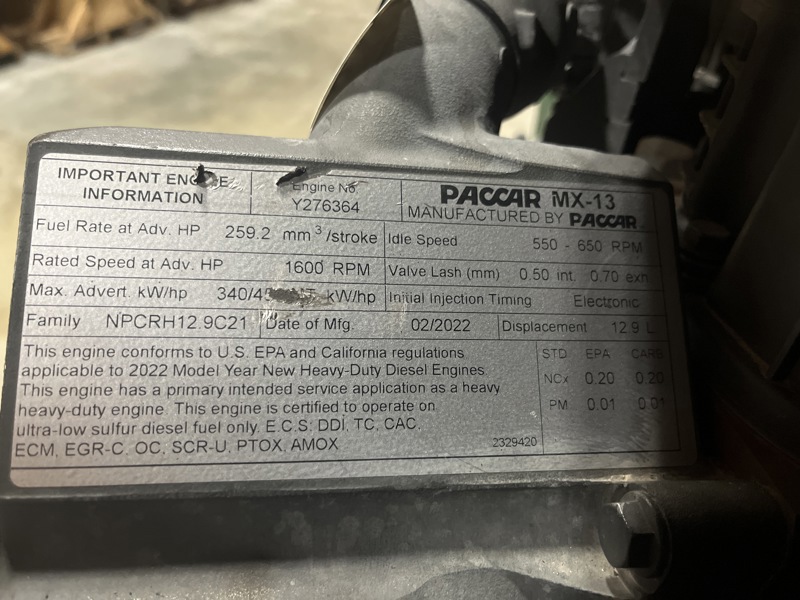 IMPORTANT ENGINE
INFORMATION
Engine No.
Y276364
PACCAR MX-13
MANUFACTURED BY PACCAR
Fuel Rate at Adv. HP 259.2 mm³/stroke
Idle Speed 550 - 650 RPM
Rated Speed at Adv. HP 1600 RPM
Valve Lash (mm) 0.50 int. 0.70 exh
Max. Advert. kW/hp 340/45 kW/hp
Initial Injection Timing Electronic
Family NPCRH12.9C21
Date of Mfg. 02/2022
Displacement 12.9 L
This engine conforms to U.S. EPA and California regulations
applicable to 2022 Model Year New Heavy-Duty Diesel Engines.
This engine has a primary intended service application as a heavy
heavy-duty engine. This engine is certified to operate on
ultra-low sulfur diesel fuel only. E.C.S: DDI, TC, CAC,
ECM, EGR-C, OC, SCR-U, PTOX, AMOX
2329420
STD EPA CARB
NOx 0.20 0.20
PM 0.01 0.01